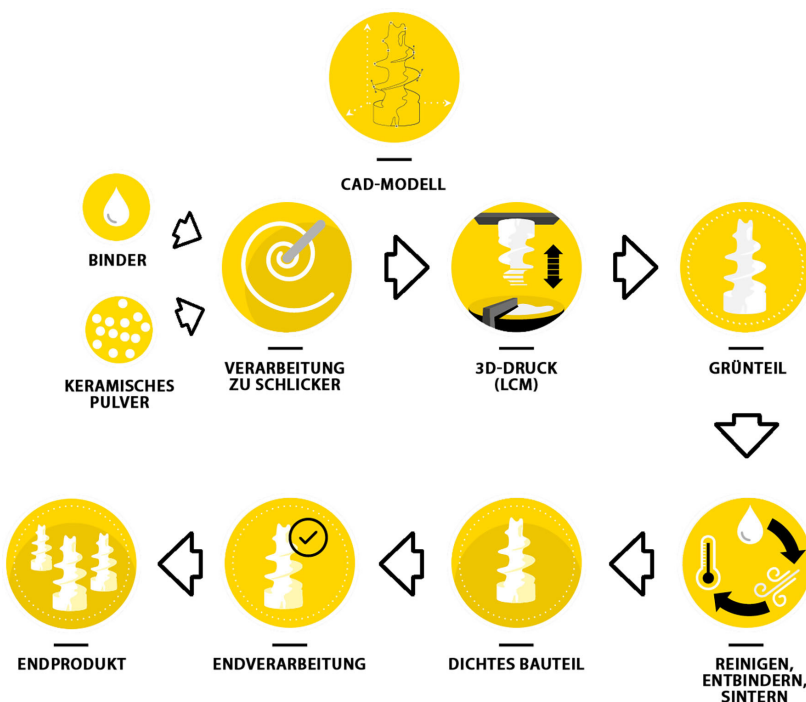 CAD-MODELL
BINDER
KERAMISCHES
PULVER
VERARBEITUNG
ZU SCHLICKER
3D-DRUCK
(LCM)
GRÜNTEIL
REINIGEN,
ENTBINDERN,
SINTERN
DICHTES BAUTEIL
ENDVERARBEITUNG
ENDPRODUKT